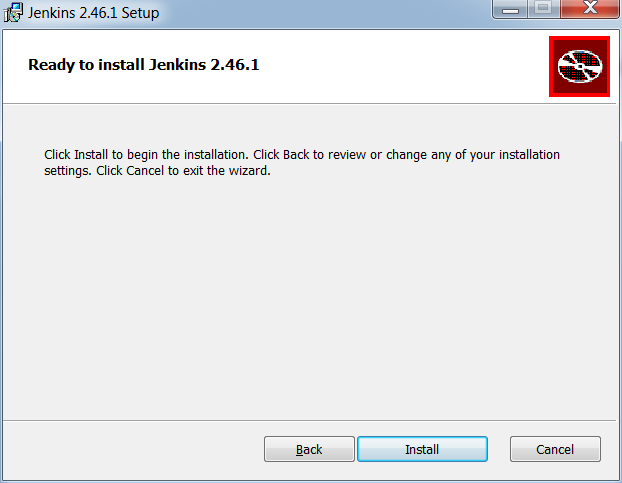 Jenkins 2.46.1 Setup
Ready to install Jenkins 2.46.1
Click Install to begin the installation. Click Back to review or change any of your installation
settings. Click Cancel to exit the wizard.
Back
Install
Cancel